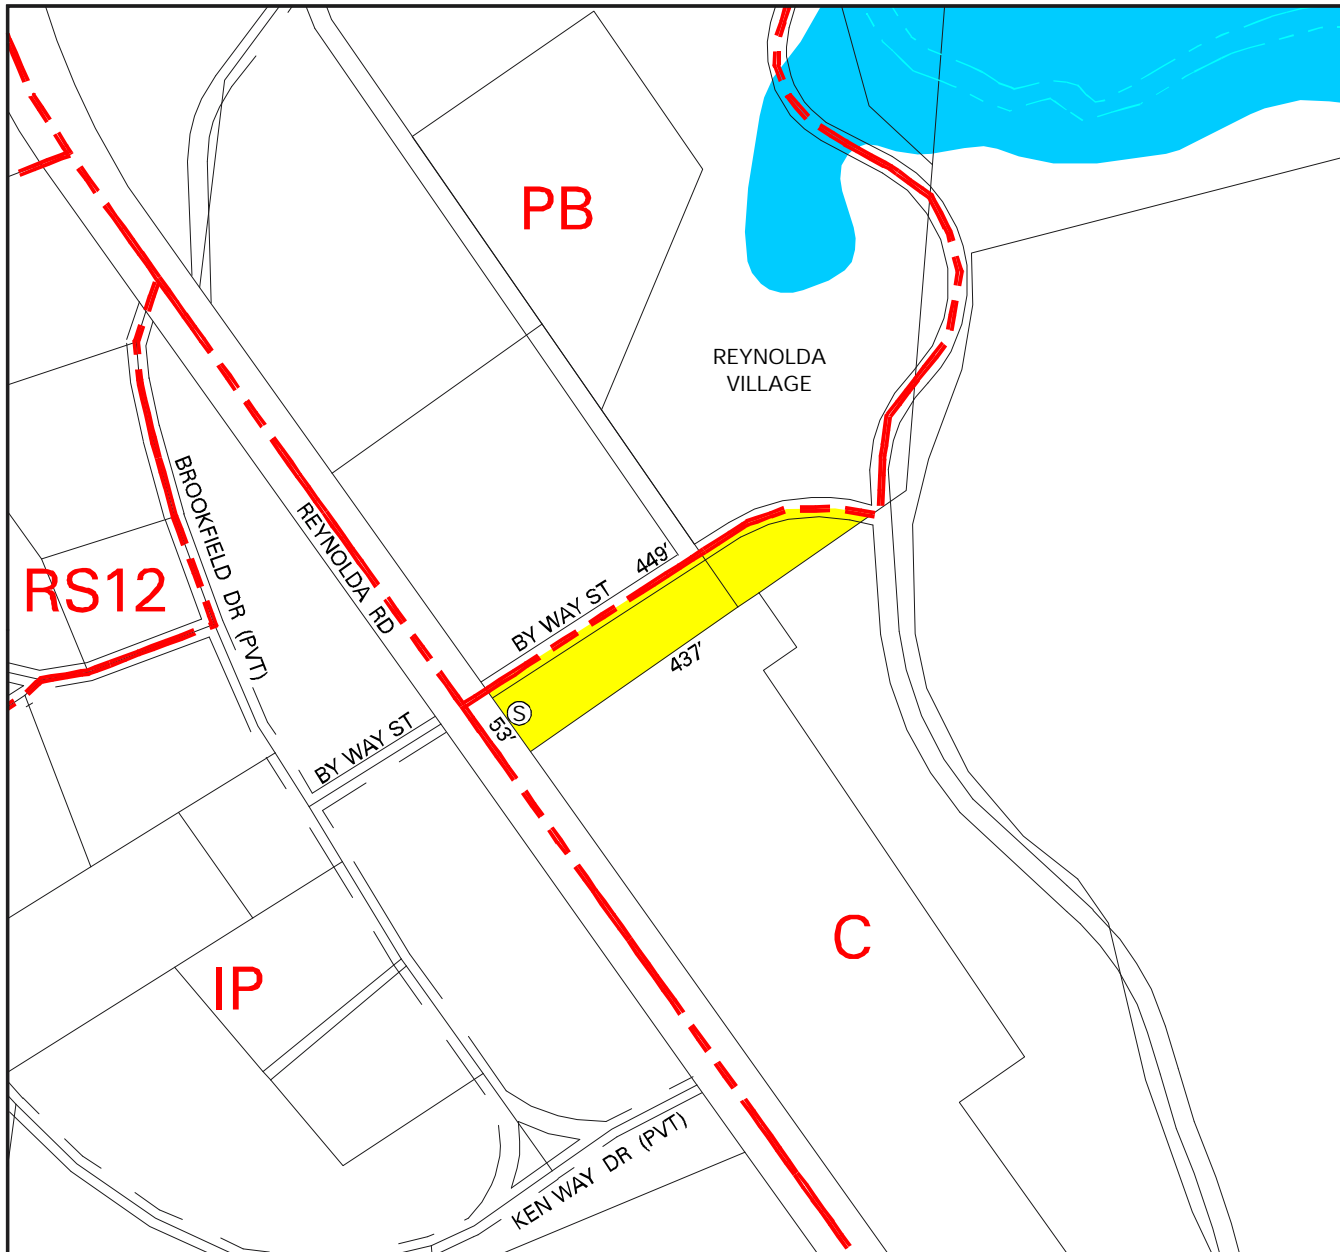 PB
REYNOLDA
VILLAGE
BROOKFIELD DR (PVT)
REYNOLDA RD
449'
RS12
BY WAY ST
437'
S
53'
BY WAY ST
C
IP
KEN WAY DR (PVT)